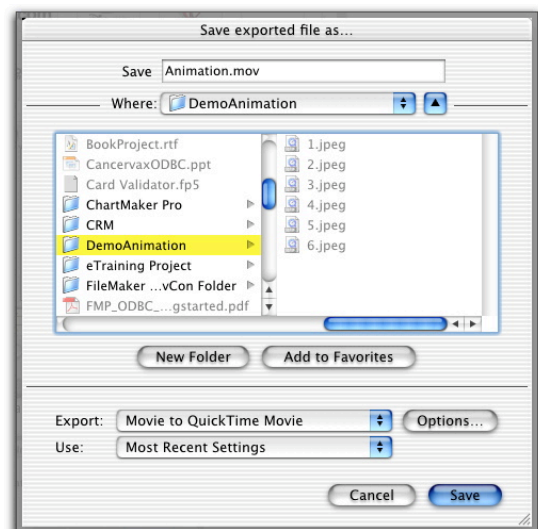 Save exported file as...
Save Animation.mov
Where: DemoAnimation
BookProject.rtf
CancervaxODBC.ppt
Card Validator.fp5
ChartMaker Pro
CRM
DemoAnimation
eTraining Project
FileMaker ...vCon Folder
FMP_ODBC_...gstarted.pdf
1.jpeg
2.jpeg
3.jpeg
4.jpeg
5.jpeg
6.jpeg
New Folder Add to Favorites
Export: Movie to QuickTime Movie Options...
Use: Most Recent Settings
Cancel Save